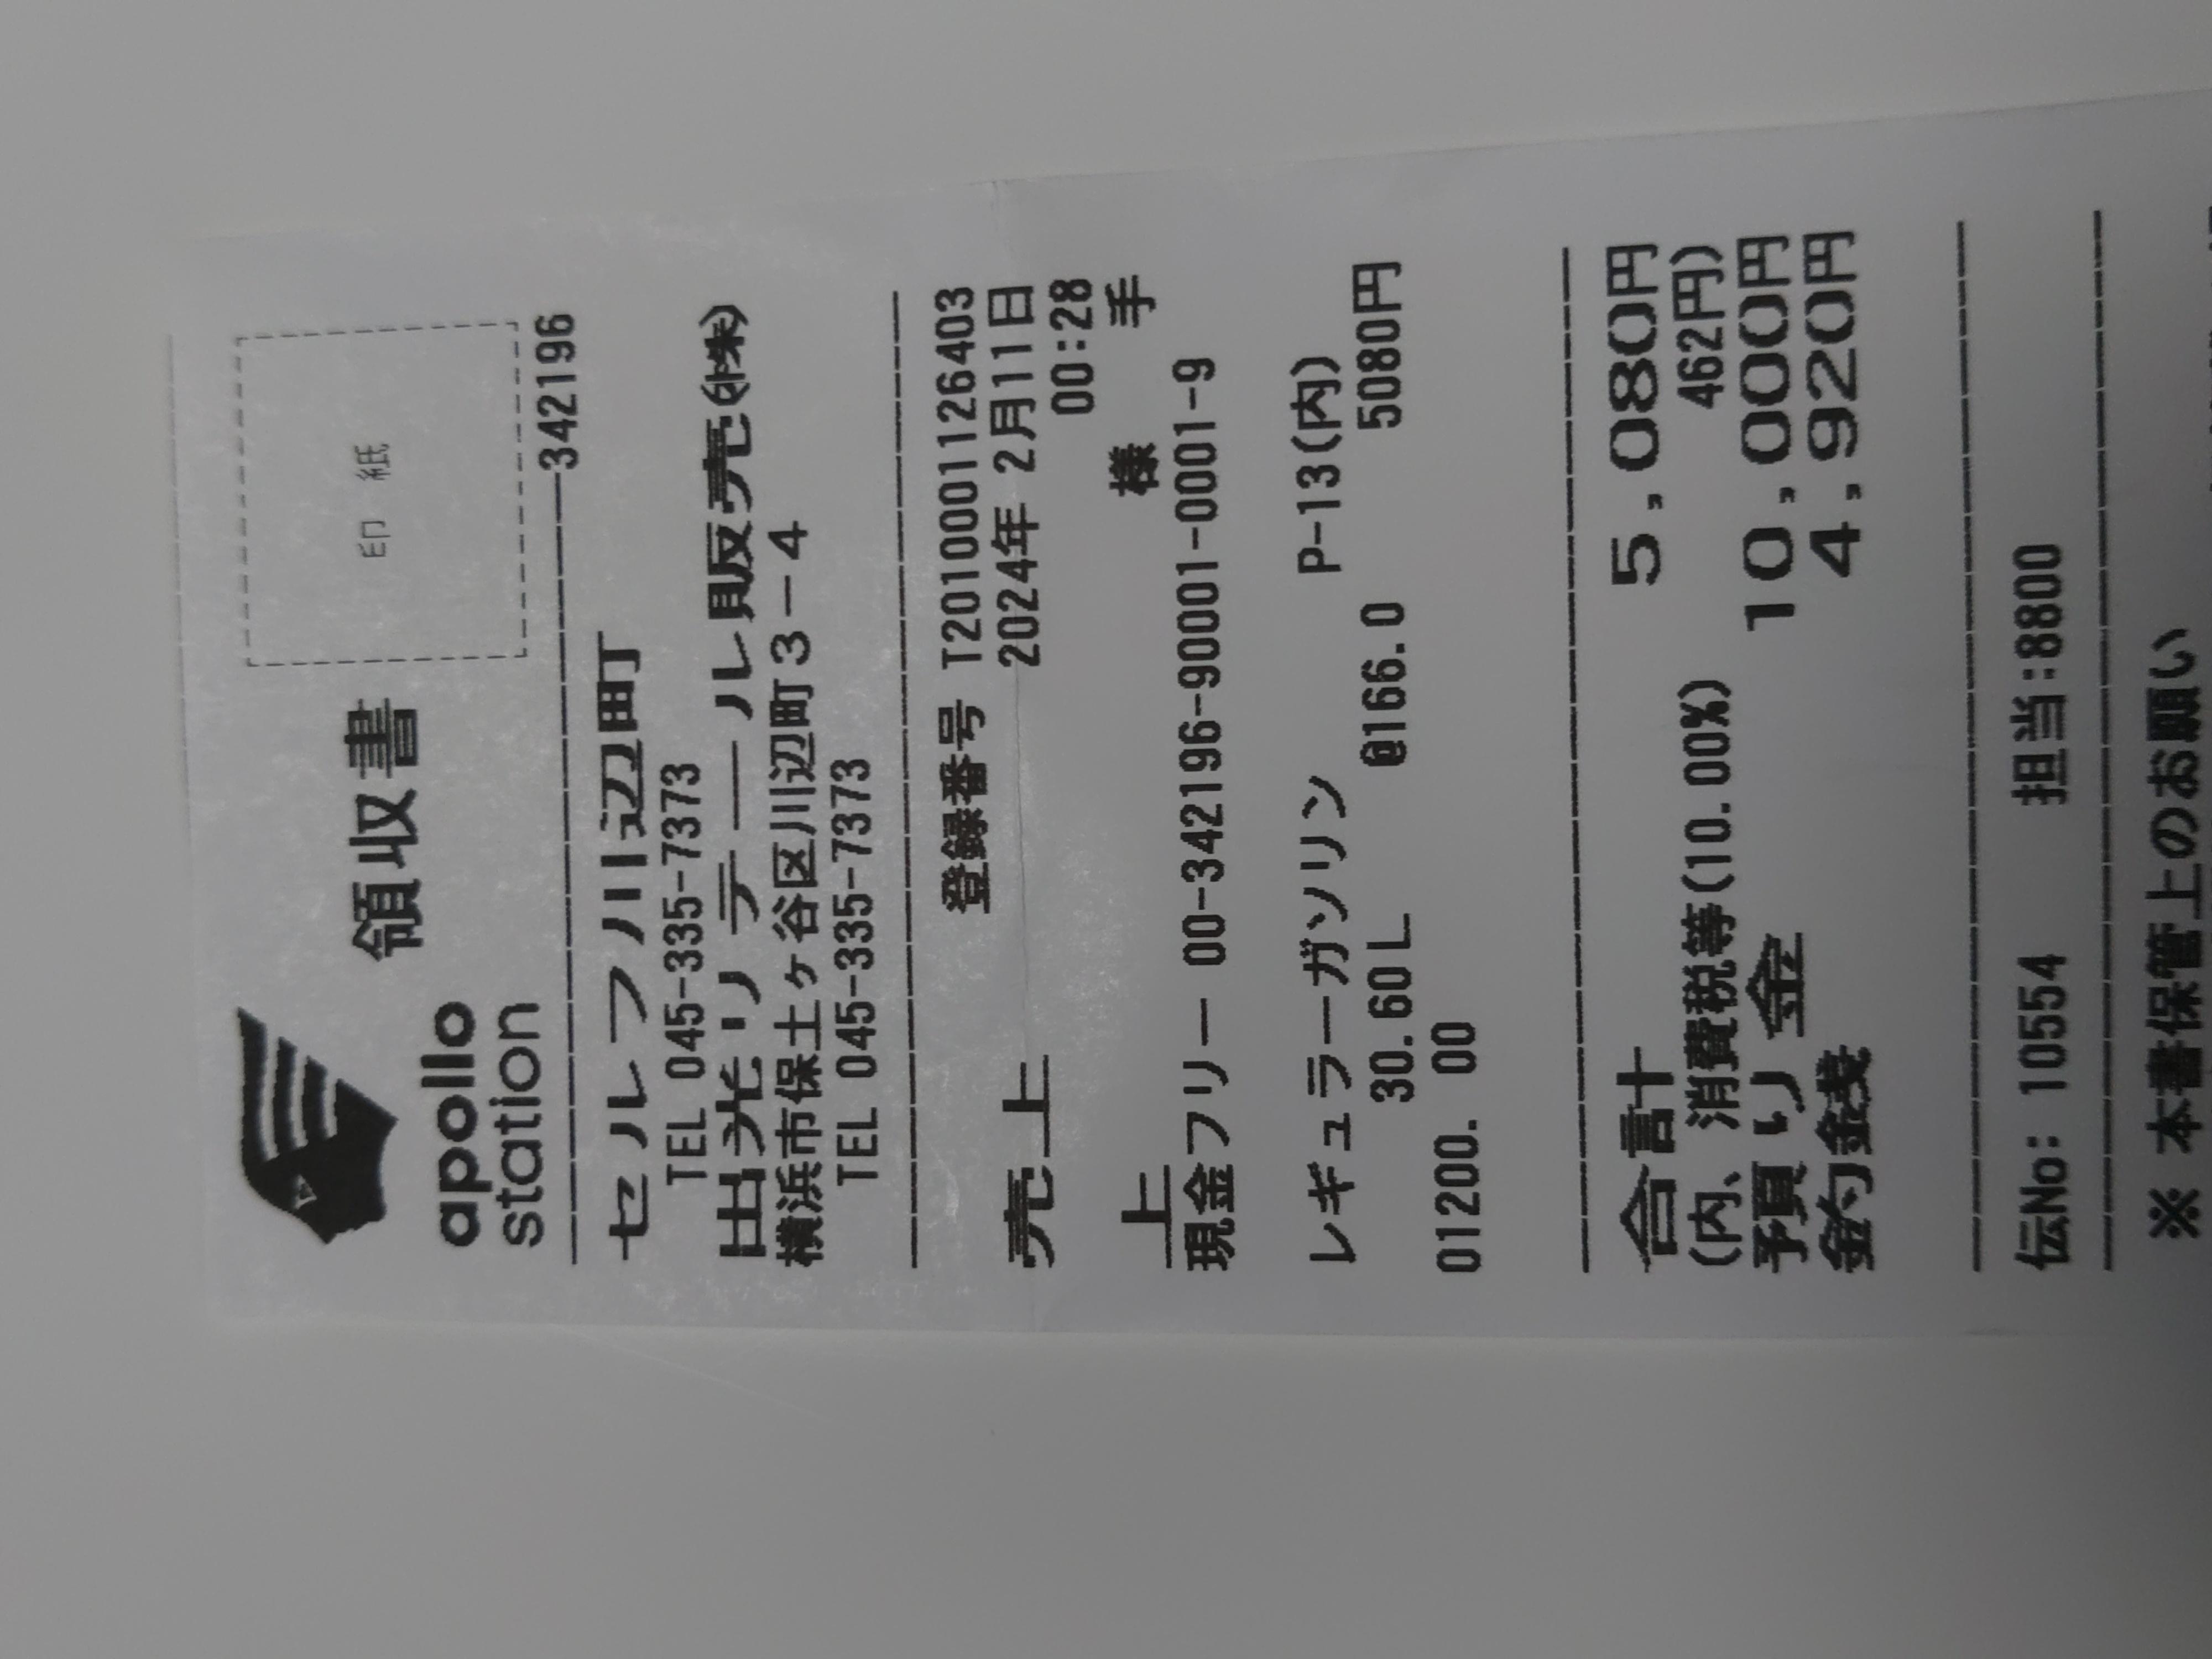 領収書
印 紙
apollo
station
342196
セルフ川辺町
TEL 045-335-7373
出光リテール販売㈱
横浜市保土ヶ谷区川辺町3-4
TEL 045-335-7373
登録番号 T2010001126403
売上 2024年 2月11日
00:28
上 様 手
現金フリー 00-342196-90001-0001-9
レギュラーガソリン P-13(内)
30.60L @166.0 5080円
01200. 00
合計 5,080円
(内、消費税等(10.00%) 462円)
預り金 10,000円
釣銭 4,920円
伝No: 10554 担当:8800
※ 本書保管上のお願い